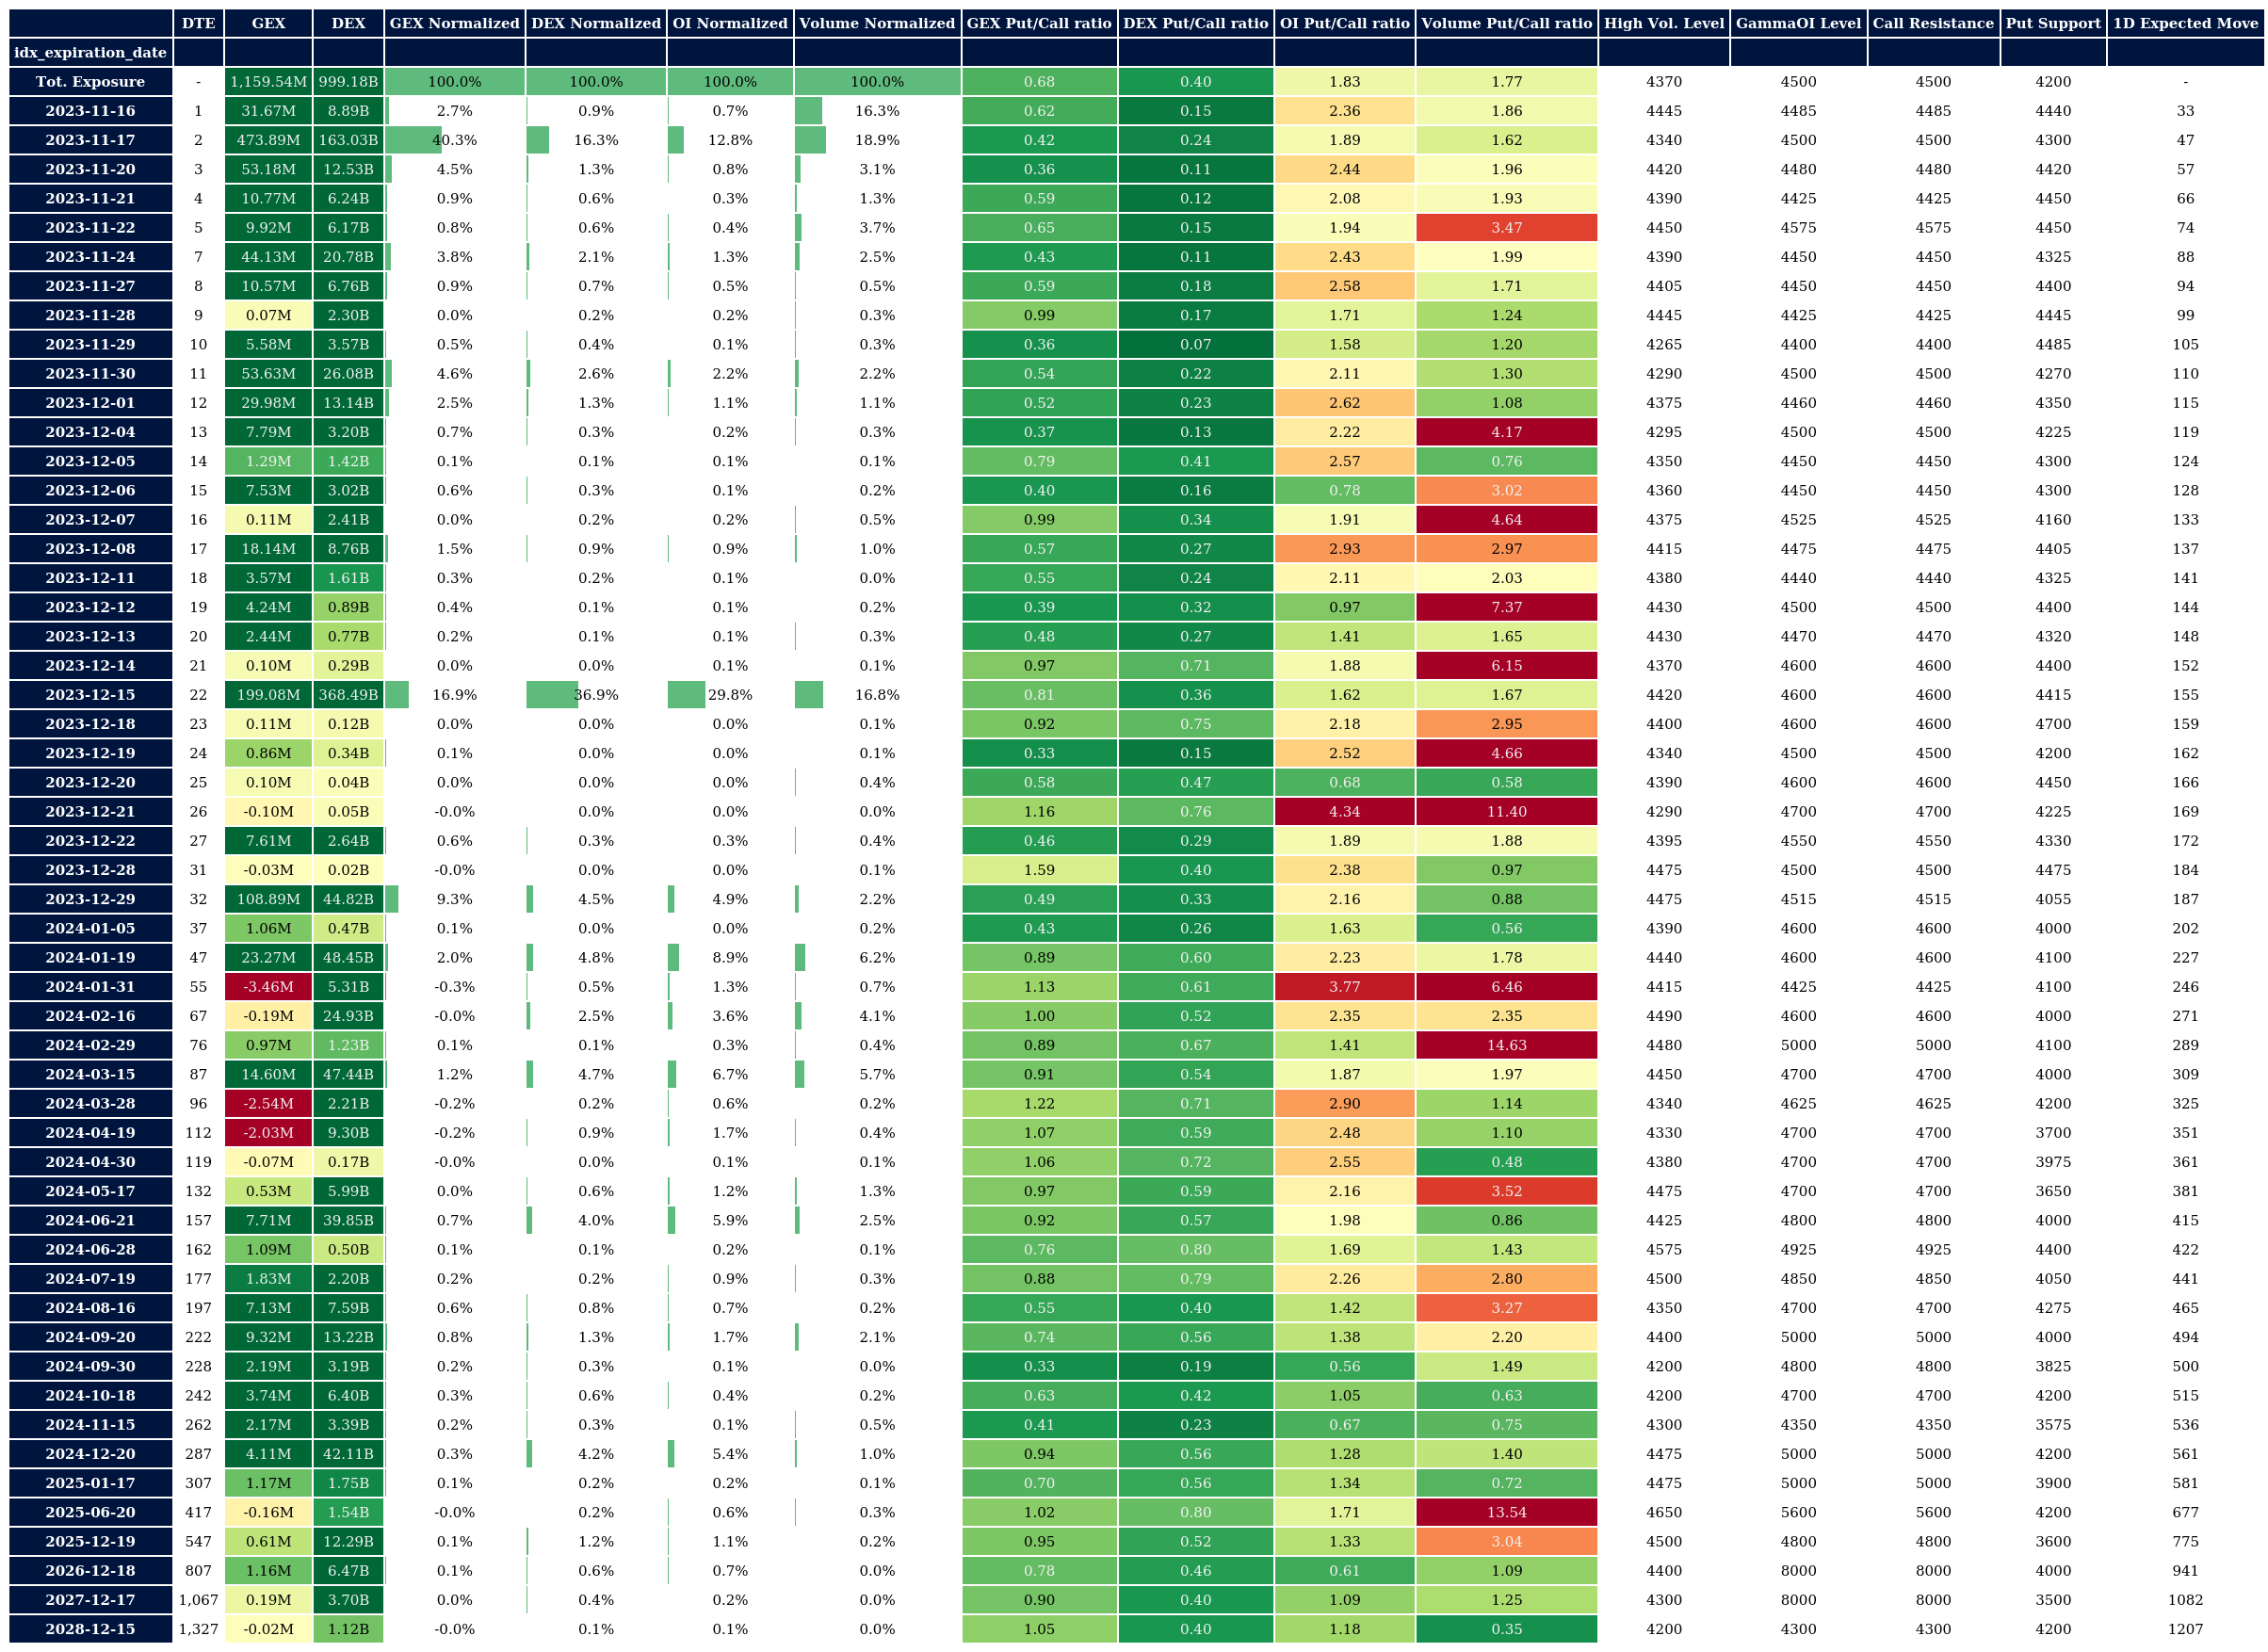 DTE GEX DEX GEX Normalized DEX Normalized OI Normalized Volume Normalized GEX Put/Call ratio DEX Put/Call ratio OI Put/Call ratio Volume Put/Call ratio High Vol. Level GammaOI Level Call Resistance Put Support 1D Expected Move
idx_expiration_date
Tot. Exposure - 1,159.54M 999.18B 100.0% 100.0% 100.0% 100.0% 0.68 0.40 1.83 1.77 4370 4500 4500 4200 -
2023-11-16 1 31.67M 8.89B 2.7% 0.9% 0.7% 16.3% 0.62 0.15 2.36 1.86 4445 4485 4485 4440 33
2023-11-17 2 473.89M 163.03B 40.3% 16.3% 12.8% 18.9% 0.42 0.24 1.89 1.62 4340 4500 4500 4300 47
2023-11-20 3 53.18M 12.53B 4.5% 1.3% 0.8% 3.1% 0.36 0.11 2.44 1.96 4420 4480 4480 4420 57
2023-11-21 4 10.77M 6.24B 0.9% 0.6% 0.3% 1.3% 0.59 0.12 2.08 1.93 4390 4425 4425 4450 66
2023-11-22 5 9.92M 6.17B 0.8% 0.6% 0.4% 3.7% 0.65 0.15 1.94 3.47 4450 4575 4575 4450 74
2023-11-24 7 44.13M 20.78B 3.8% 2.1% 1.3% 2.5% 0.43 0.11 2.43 1.99 4390 4450 4450 4325 88
2023-11-27 8 10.57M 6.76B 0.9% 0.7% 0.5% 0.5% 0.59 0.18 2.58 1.71 4405 4450 4450 4400 94
2023-11-28 9 0.07M 2.30B 0.0% 0.2% 0.2% 0.3% 0.99 0.17 1.71 1.24 4445 4425 4425 4445 99
2023-11-29 10 5.58M 3.57B 0.5% 0.4% 0.1% 0.3% 0.36 0.07 1.58 1.20 4265 4400 4400 4485 105
2023-11-30 11 53.63M 26.08B 4.6% 2.6% 2.2% 2.2% 0.54 0.22 2.11 1.30 4290 4500 4500 4270 110
2023-12-01 12 29.98M 13.14B 2.5% 1.3% 1.1% 1.1% 0.52 0.23 2.62 1.08 4375 4460 4460 4350 115
2023-12-04 13 7.79M 3.20B 0.7% 0.3% 0.2% 0.3% 0.37 0.13 2.22 4.17 4295 4500 4500 4225 119
2023-12-05 14 1.29M 1.42B 0.1% 0.1% 0.1% 0.1% 0.79 0.41 2.57 0.76 4350 4450 4450 4300 124
2023-12-06 15 7.53M 3.02B 0.6% 0.3% 0.1% 0.2% 0.40 0.16 0.78 3.02 4360 4450 4450 4300 128
2023-12-07 16 0.11M 2.41B 0.0% 0.2% 0.2% 0.5% 0.99 0.34 1.91 4.64 4375 4525 4525 4160 133
2023-12-08 17 18.14M 8.76B 1.5% 0.9% 0.9% 1.0% 0.57 0.27 2.93 2.97 4415 4475 4475 4405 137
2023-12-11 18 3.57M 1.61B 0.3% 0.2% 0.1% 0.0% 0.55 0.24 2.11 2.03 4380 4440 4440 4325 141
2023-12-12 19 4.24M 0.89B 0.4% 0.1% 0.1% 0.2% 0.39 0.32 0.97 7.37 4430 4500 4500 4400 144
2023-12-13 20 2.44M 0.77B 0.2% 0.1% 0.1% 0.3% 0.48 0.27 1.41 1.65 4430 4470 4470 4320 148
2023-12-14 21 0.10M 0.29B 0.0% 0.0% 0.1% 0.1% 0.97 0.71 1.88 6.15 4370 4600 4600 4400 152
2023-12-15 22 199.08M 368.49B 16.9% 36.9% 29.8% 16.8% 0.81 0.36 1.62 1.67 4420 4600 4600 4415 155
2023-12-18 23 0.11M 0.12B 0.0% 0.0% 0.0% 0.1% 0.92 0.75 2.18 2.95 4400 4600 4600 4700 159
2023-12-19 24 0.86M 0.34B 0.1% 0.0% 0.0% 0.1% 0.33 0.15 2.52 4.66 4340 4500 4500 4200 162
2023-12-20 25 0.10M 0.04B 0.0% 0.0% 0.0% 0.4% 0.58 0.47 0.68 0.58 4390 4600 4600 4450 166
2023-12-21 26 -0.10M 0.05B -0.0% 0.0% 0.0% 0.0% 1.16 0.76 4.34 11.40 4290 4700 4700 4225 169
2023-12-22 27 7.61M 2.64B 0.6% 0.3% 0.3% 0.4% 0.46 0.29 1.89 1.88 4395 4550 4550 4330 172
2023-12-28 31 -0.03M 0.02B -0.0% 0.0% 0.0% 0.1% 1.59 0.40 2.38 0.97 4475 4500 4500 4475 184
2023-12-29 32 108.89M 44.82B 9.3% 4.5% 4.9% 2.2% 0.49 0.33 2.16 0.88 4475 4515 4515 4055 187
2024-01-05 37 1.06M 0.47B 0.1% 0.0% 0.0% 0.2% 0.43 0.26 1.63 0.56 4390 4600 4600 4000 202
2024-01-19 47 23.27M 48.45B 2.0% 4.8% 8.9% 6.2% 0.89 0.60 2.23 1.78 4440 4600 4600 4100 227
2024-01-31 55 -3.46M 5.31B -0.3% 0.5% 1.3% 0.7% 1.13 0.61 3.77 6.46 4415 4425 4425 4100 246
2024-02-16 67 -0.19M 24.93B -0.0% 2.5% 3.6% 4.1% 1.00 0.52 2.35 2.35 4490 4600 4600 4000 271
2024-02-29 76 0.97M 1.23B 0.1% 0.1% 0.3% 0.4% 0.89 0.67 1.41 14.63 4480 5000 5000 4100 289
2024-03-15 87 14.60M 47.44B 1.2% 4.7% 6.7% 5.7% 0.91 0.54 1.87 1.97 4450 4700 4700 4000 309
2024-03-28 96 -2.54M 2.21B -0.2% 0.2% 0.6% 0.2% 1.22 0.71 2.90 1.14 4340 4625 4625 4200 325
2024-04-19 112 -2.03M 9.30B -0.2% 0.9% 1.7% 0.4% 1.07 0.59 2.48 1.10 4330 4700 4700 3700 351
2024-04-30 119 -0.07M 0.17B -0.0% 0.0% 0.1% 0.1% 1.06 0.72 2.55 0.48 4380 4700 4700 3975 361
2024-05-17 132 0.53M 5.99B 0.0% 0.6% 1.2% 1.3% 0.97 0.59 2.16 3.52 4475 4700 4700 3650 381
2024-06-21 157 7.71M 39.85B 0.7% 4.0% 5.9% 2.5% 0.92 0.57 1.98 0.86 4425 4800 4800 4000 415
2024-06-28 162 1.09M 0.50B 0.1% 0.1% 0.2% 0.1% 0.76 0.80 1.69 1.43 4575 4925 4925 4400 422
2024-07-19 177 1.83M 2.20B 0.2% 0.2% 0.9% 0.3% 0.88 0.79 2.26 2.80 4500 4850 4850 4050 441
2024-08-16 197 7.13M 7.59B 0.6% 0.8% 0.7% 0.2% 0.55 0.40 1.42 3.27 4350 4700 4700 4275 465
2024-09-20 222 9.32M 13.22B 0.8% 1.3% 1.7% 2.1% 0.74 0.56 1.38 2.20 4400 5000 5000 4000 494
2024-09-30 228 2.19M 3.19B 0.2% 0.3% 0.1% 0.0% 0.33 0.19 0.56 1.49 4200 4800 4800 3825 500
2024-10-18 242 3.74M 6.40B 0.3% 0.6% 0.4% 0.2% 0.63 0.42 1.05 0.63 4200 4700 4700 4200 515
2024-11-15 262 2.17M 3.39B 0.2% 0.3% 0.1% 0.5% 0.41 0.23 0.67 0.75 4300 4350 4350 3575 536
2024-12-20 287 4.11M 42.11B 0.3% 4.2% 5.4% 1.0% 0.94 0.56 1.28 1.40 4475 5000 5000 4200 561
2025-01-17 307 1.17M 1.75B 0.1% 0.2% 0.2% 0.1% 0.70 0.56 1.34 0.72 4475 5000 5000 3900 581
2025-06-20 417 -0.16M 1.54B -0.0% 0.2% 0.6% 0.3% 1.02 0.80 1.71 13.54 4650 5600 5600 4200 677
2025-12-19 547 0.61M 12.29B 0.1% 1.2% 1.1% 0.2% 0.95 0.52 1.33 3.04 4500 4800 4800 3600 775
2026-12-18 807 1.16M 6.47B 0.1% 0.6% 0.7% 0.0% 0.78 0.46 0.61 1.09 4400 8000 8000 4000 941
2027-12-17 1,067 0.19M 3.70B 0.0% 0.4% 0.2% 0.0% 0.90 0.40 1.09 1.25 4300 8000 8000 3500 1082
2028-12-15 1,327 -0.02M 1.12B -0.0% 0.1% 0.1% 0.0% 1.05 0.40 1.18 0.35 4200 4300 4300 4200 1207